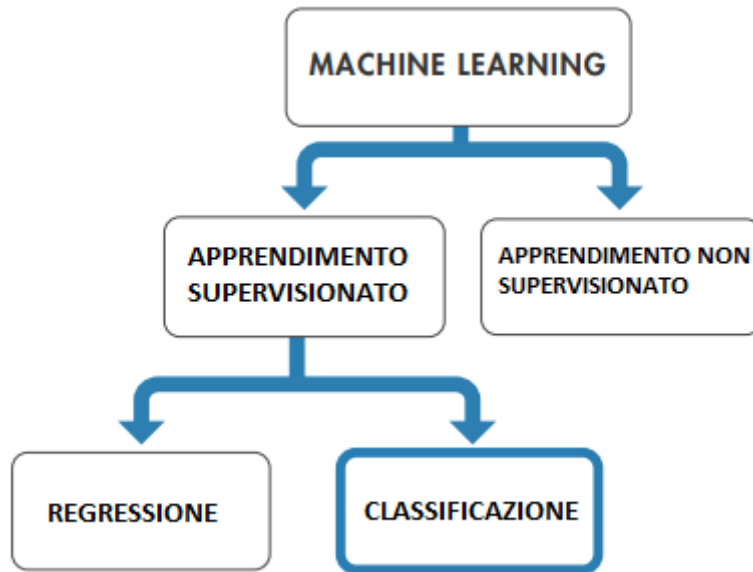 MACHINE LEARNING
APPRENDIMENTO
SUPERVISIONATO
APPRENDIMENTO NON
SUPERVISIONATO
REGRESSIONE
CLASSIFICAZIONE